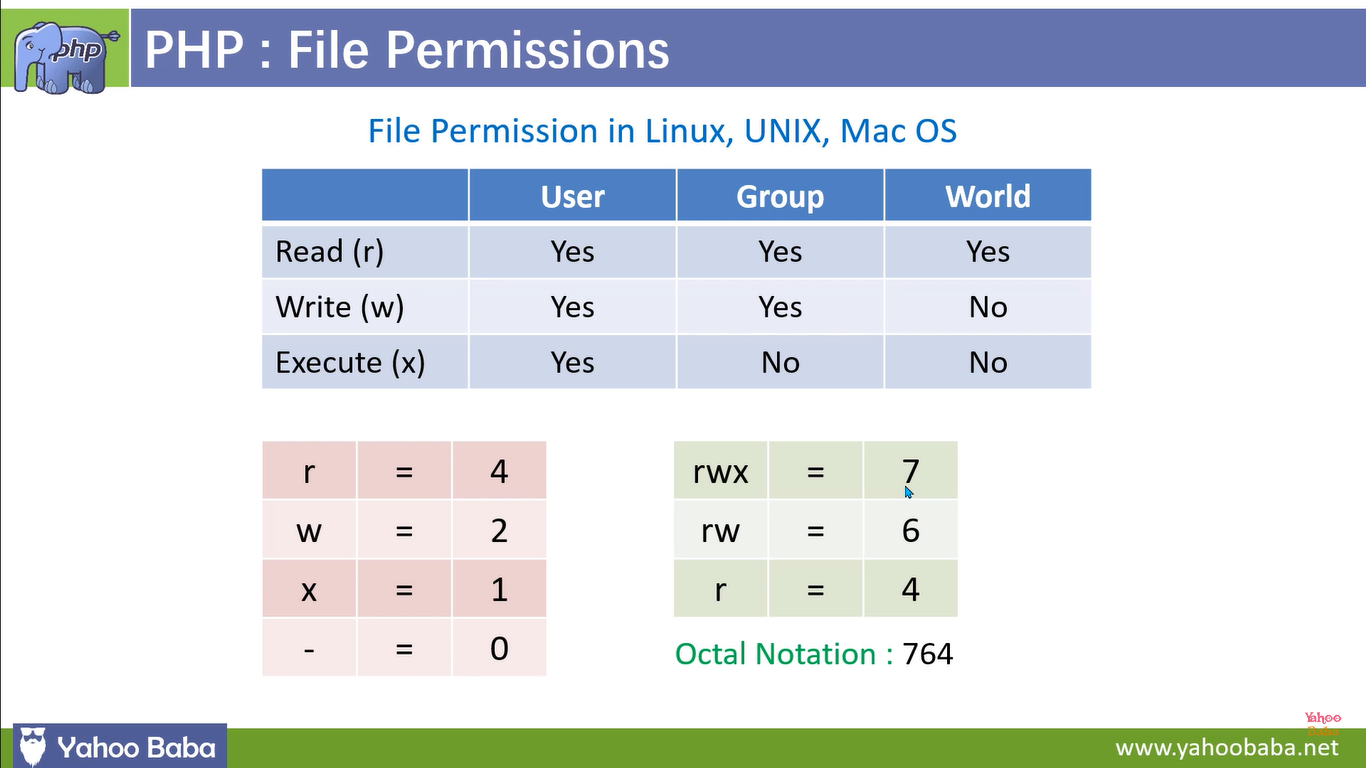 php
PHP : File Permissions
File Permission in Linux, UNIX, Mac OS
User Group World
Read (r) Yes Yes Yes
Write (w) Yes Yes No
Execute (x) Yes No No
r = 4
w = 2
x = 1
- = 0
rwx = 7
rw = 6
r = 4
Octal Notation : 764
Yahoo
Baba
Yahoo Baba
www.yahoobaba.net